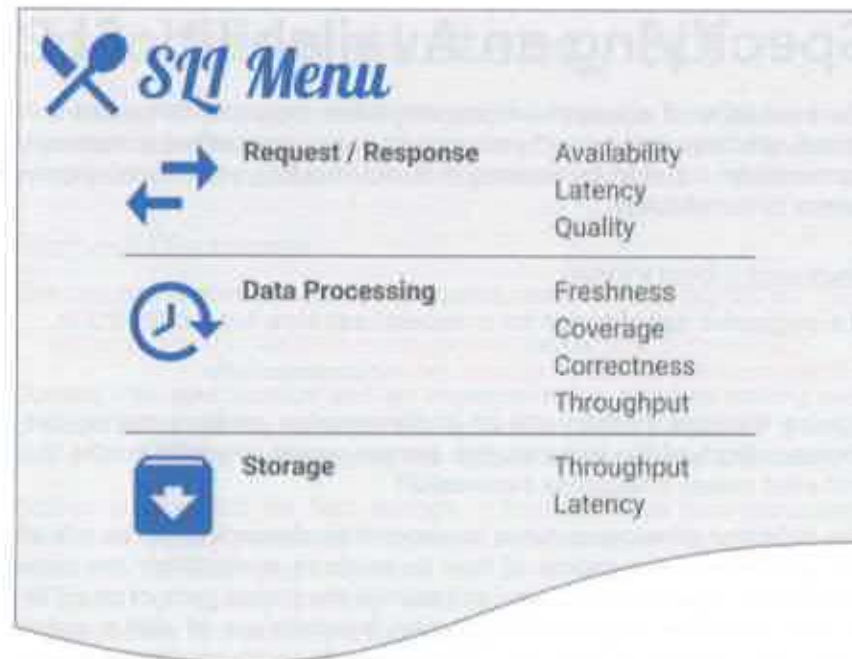 SLI Menu
Request / Response
Availability
Latency
Quality
Data Processing
Freshness
Coverage
Correctness
Throughput
Storage
Throughput
Latency